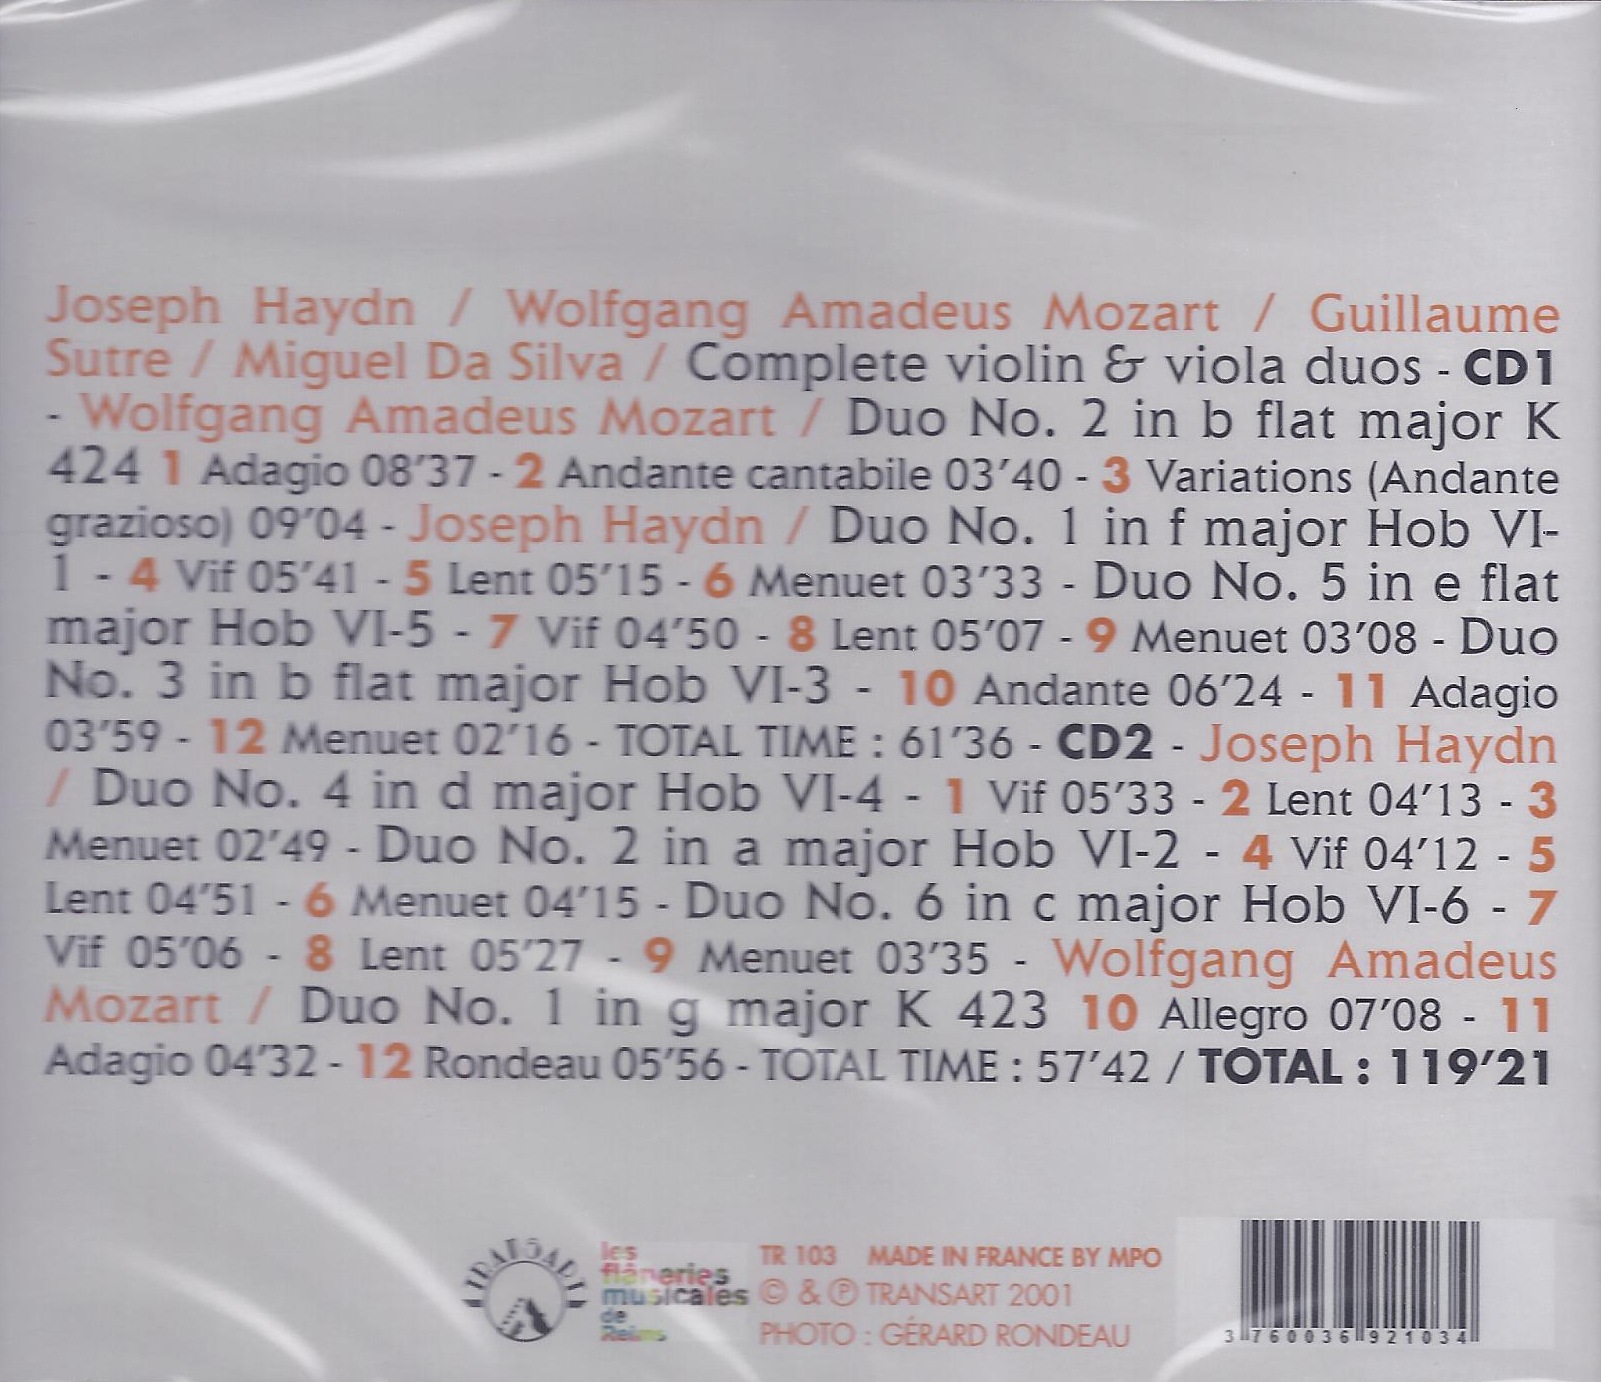 Joseph Haydn / Wolfgang Amadeus Mozart / Guillaume
Sutre / Miguel Da Silva / Complete violin & viola duos - CD1
- Wolfgang Amadeus Mozart / Duo No. 2 in b flat major K
424 1 Adagio 08'37 - 2 Andante cantabile 03'40 - 3 Variations (Andante
grazioso) 09'04 - Joseph Haydn / Duo No. 1 in f major Hob VI-
1 - 4 Vif 05'41 - 5 Lent 05'15 - 6 Menuet 03'33 - Duo No. 5 in e flat
major Hob VI-5 - 7 Vif 04'50 - 8 Lent 05'07 - 9 Menuet 03'08 - Duo
No. 3 in b flat major Hob VI-3 - 10 Andante 06'24 - 11 Adagio
03'59 - 12 Menuet 02'16 - TOTAL TIME : 61'36 - CD2 - Joseph Haydn
/ Duo No. 4 in d major Hob VI-4 - 1 Vif 05'33 - 2 Lent 04'13 - 3
Menuet 02'49 - Duo No. 2 in a major Hob VI-2 - 4 Vif 04'12 - 5
Lent 04'51 - 6 Menuet 04'15 - Duo No. 6 in c major Hob VI-6 - 7
Vif 05'06 - 8 Lent 05'27 - 9 Menuet 03'35 - Wolfgang Amadeus
Mozart / Duo No. 1 in g major K 423 10 Allegro 07'08 - 11
Adagio 04'32 - 12 Rondeau 05'56 - TOTAL TIME : 57'42 / TOTAL : 119'21
TRANSART
les
flâneries
musicales
de
Reims
TR 103 MADE IN FRANCE BY MPO
© & ℗ TRANSART 2001
PHOTO : GÉRARD RONDEAU
3 760036 921034